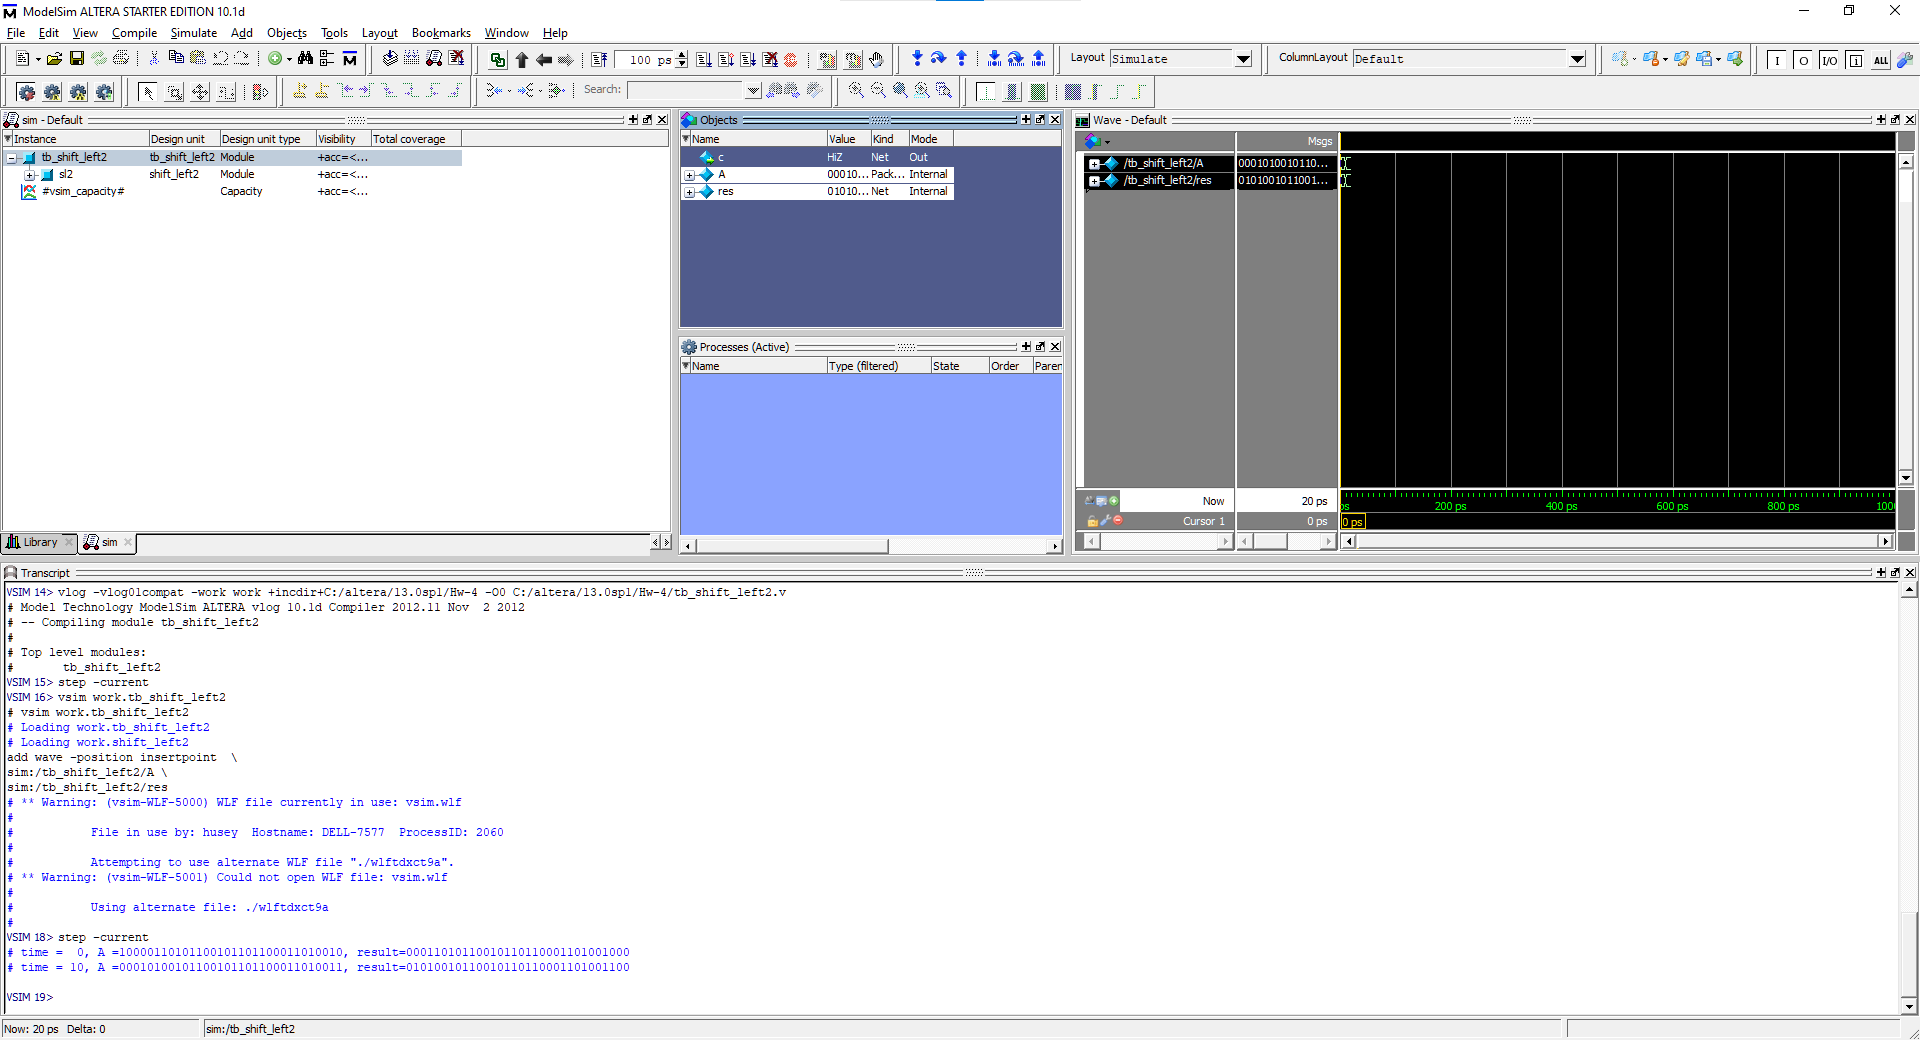 ModelSim ALTERA STARTER EDITION 10.1d
File Edit View Compile Simulate Add Objects Tools Layout Bookmarks Window Help
100 ps
Layout Simulate
ColumnLayout Default
I O I/O i ALL
Search:
sim - Default
Instance Design unit Design unit type Visibility Total coverage
tb_shift_left2 tb_shift_left2 Module +acc=<...
sl2 shift_left2 Module +acc=<...
#vsim_capacity# Capacity +acc=<...
Library sim
Objects
Name Value Kind Mode
c HiZ Net Out
A 00010... Pack... Internal
res 01010... Net Internal
Processes (Active)
Name Type (filtered) State Order Paren
Wave - Default
Msgs
/tb_shift_left2/A 0001010010110...
/tb_shift_left2/res 0101001011001...
Now 20 ps
Cursor 1 0 ps
ps 200 ps 400 ps 600 ps 800 ps 1000
0 ps
Transcript
VSIM 14> vlog -vlog01compat -work work +incdir+C:/altera/13.0sp1/Hw-4 -O0 C:/altera/13.0sp1/Hw-4/tb_shift_left2.v
# Model Technology ModelSim ALTERA vlog 10.1d Compiler 2012.11 Nov  2 2012
# -- Compiling module tb_shift_left2
#
# Top level modules:
# tb_shift_left2
VSIM 15> step -current
VSIM 16> vsim work.tb_shift_left2
# vsim work.tb_shift_left2
# Loading work.tb_shift_left2
# Loading work.shift_left2
add wave -position insertpoint  \
sim:/tb_shift_left2/A \
sim:/tb_shift_left2/res
# ** Warning: (vsim-WLF-5000) WLF file currently in use: vsim.wlf
#
# File in use by: husey  Hostname: DELL-7577  ProcessID: 2060
#
# Attempting to use alternate WLF file "./wlftdxct9a".
# ** Warning: (vsim-WLF-5001) Could not open WLF file: vsim.wlf
#
# Using alternate file: ./wlftdxct9a
#
VSIM 18> step -current
# time =  0, A =10000110101100101101100011010010, result=00011010110010110110001101001000
# time = 10, A =00010100101100101101100011010011, result=01010010110010110110001101001100
VSIM 19>
Now: 20 ps  Delta: 0
sim:/tb_shift_left2